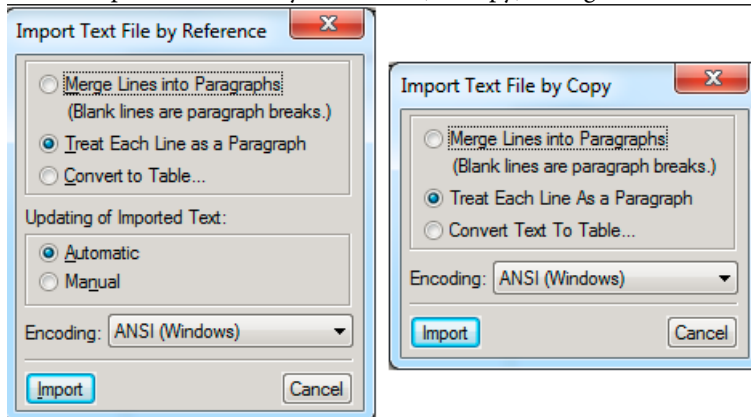 Import Text File by Reference
Merge Lines into Paragraphs
(Blank lines are paragraph breaks.)
Treat Each Line as a Paragraph
Convert to Table...
Updating of Imported Text:
Automatic
Manual
Encoding: ANSI (Windows)
Import Cancel
Import Text File by Copy
Merge Lines into Paragraphs
(Blank lines are paragraph breaks.)
Treat Each Line As a Paragraph
Convert Text To Table...
Encoding: ANSI (Windows)
Import Cancel